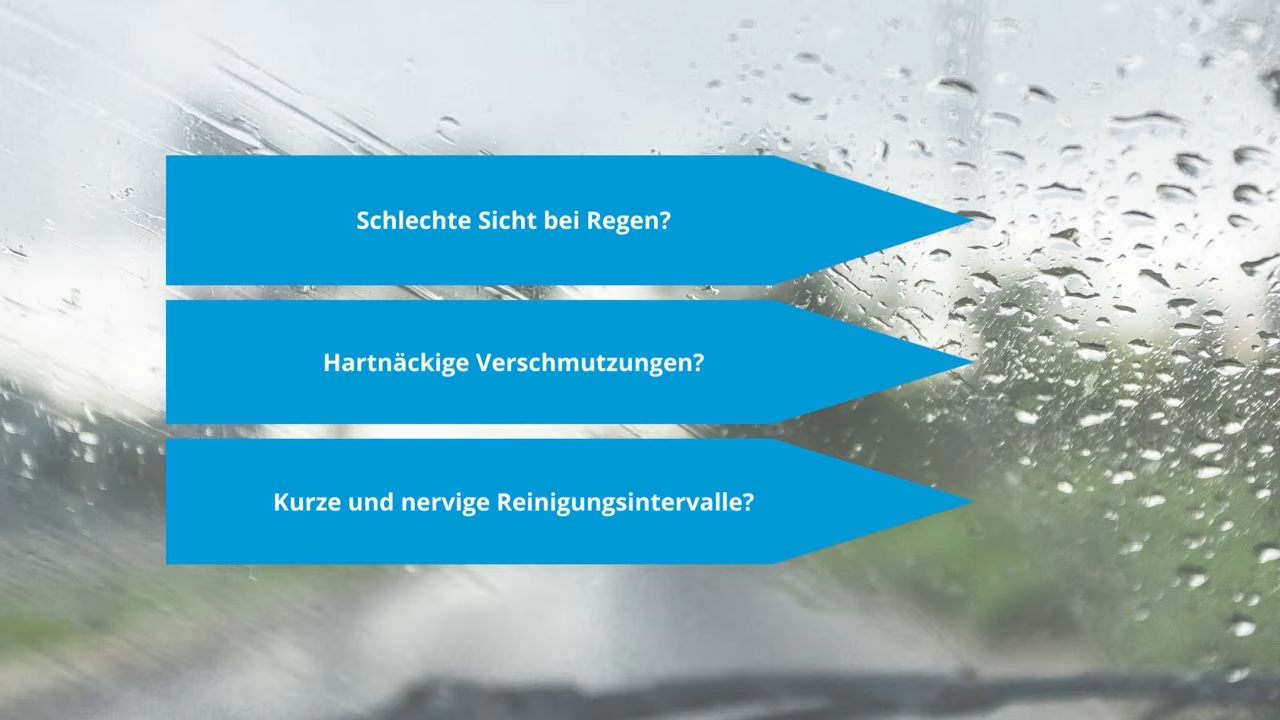 Schlechte Sicht bei Regen?
Hartnäckige Verschmutzungen?
Kurze und nervige Reinigungsintervalle?